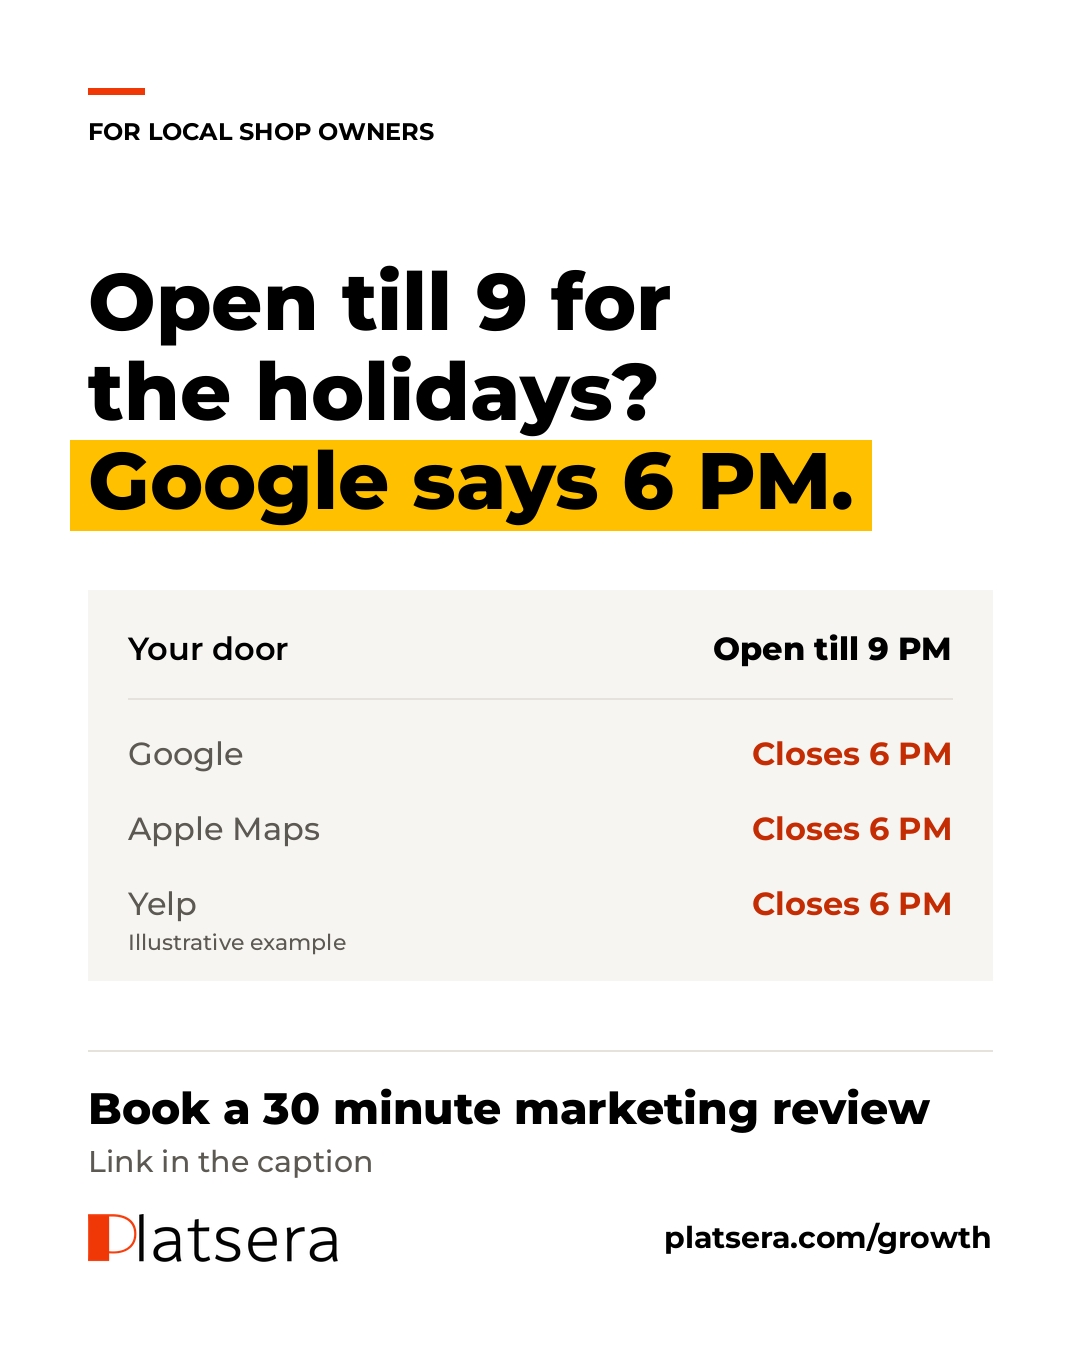 FOR LOCAL SHOP OWNERS
Open till 9 for
the holidays?
Google says 6 PM.
Your door Open till 9 PM
Google Closes 6 PM
Apple Maps Closes 6 PM
Yelp Closes 6 PM
Illustrative example
Book a 30 minute marketing review
Link in the caption
Platsera platsera.com/growth